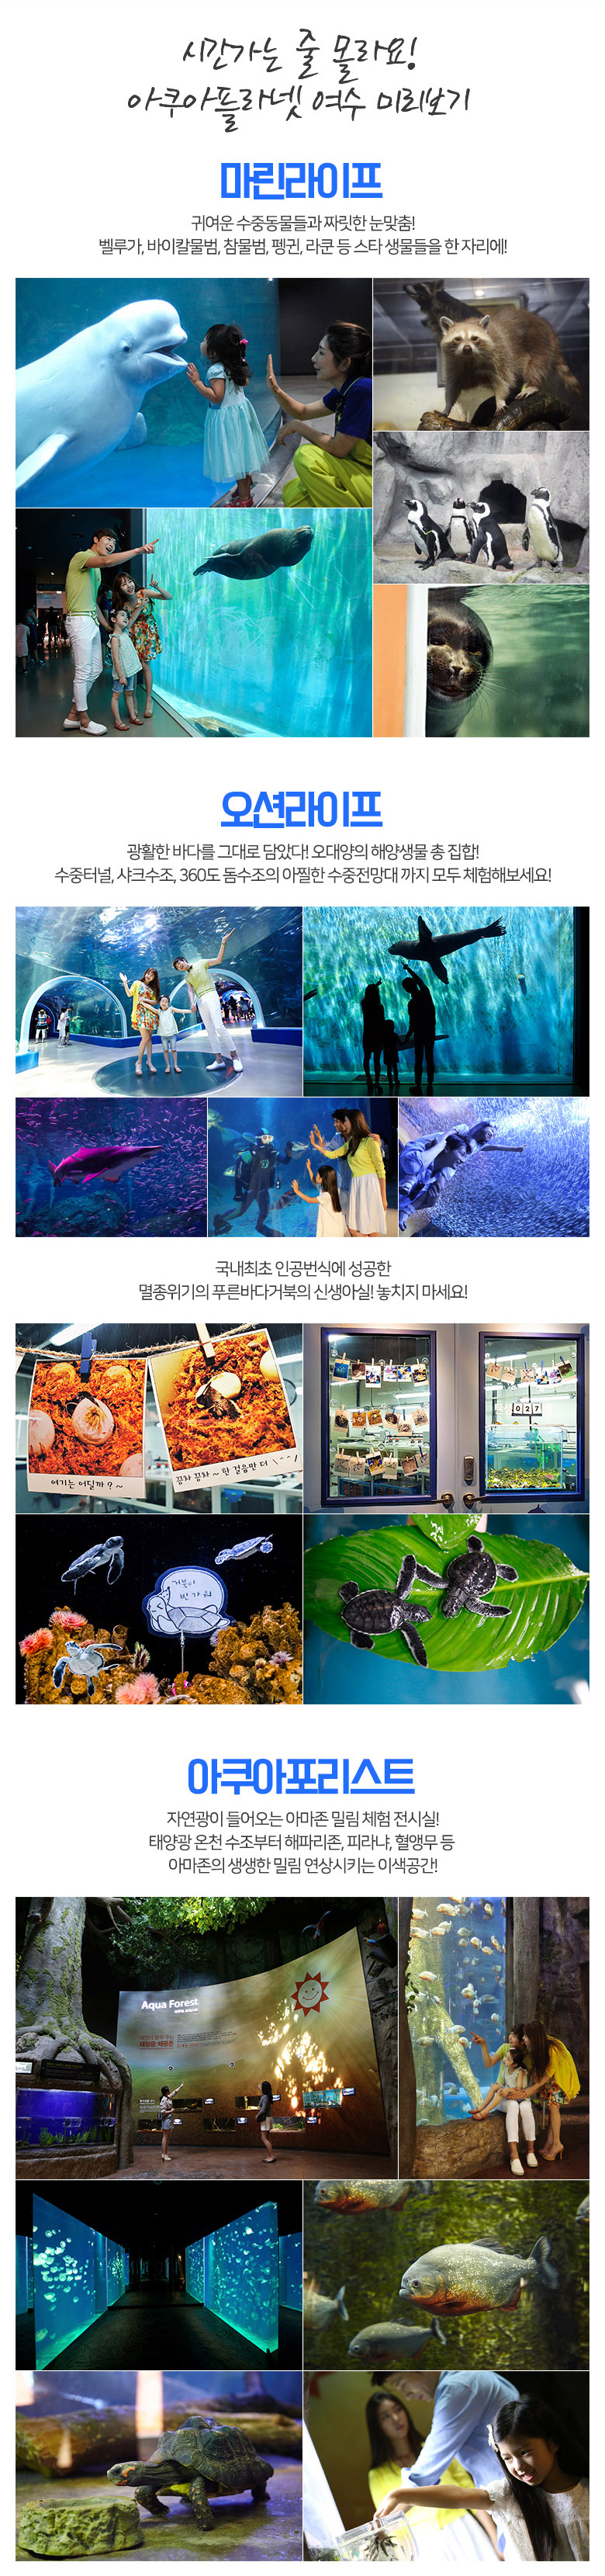 시간가는 줄 몰라요!
아쿠아플라넷 여수 미리보기
마린라이프
귀여운 수중동물들과 짜릿한 눈맞춤!
벨루가, 바이칼물범, 참물범, 펭귄, 라쿤 등 스타 생물들을 한 자리에!
오션라이프
광활한 바다를 그대로 담았다! 오대양의 해양생물 총 집합!
수중터널, 샤크수조, 360도 돔수조의 아찔한 수중전망대 까지 모두 체험해보세요!
국내최초 인공번식에 성공한
멸종위기의 푸른바다거북의 신생아실! 놓치지 마세요!
여기는 어딜까?~
끙차 끙차~ 한 걸음만 더 \^^/
027
거북이
반가워
아쿠아포리스트
자연광이 들어오는 아마존 밀림 체험 전시실!
태양광 온천 수조부터 해파리존, 피라냐, 혈앵무 등
아마존의 생생한 밀림 연상시키는 이색공간!
Aqua Forest